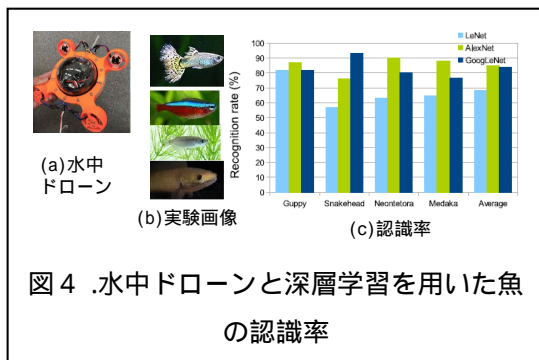 (a)水中
ドローン
(b)実験画像
Recognition rate (%)
100
90
80
70
60
50
40
30
20
10
0
LeNet
AlexNet
GoogLeNet
Guppy
Snakehead
Neontetora
Medaka
Average
(c)認識率
図4 .水中ドローンと深層学習を用いた魚
の認識率